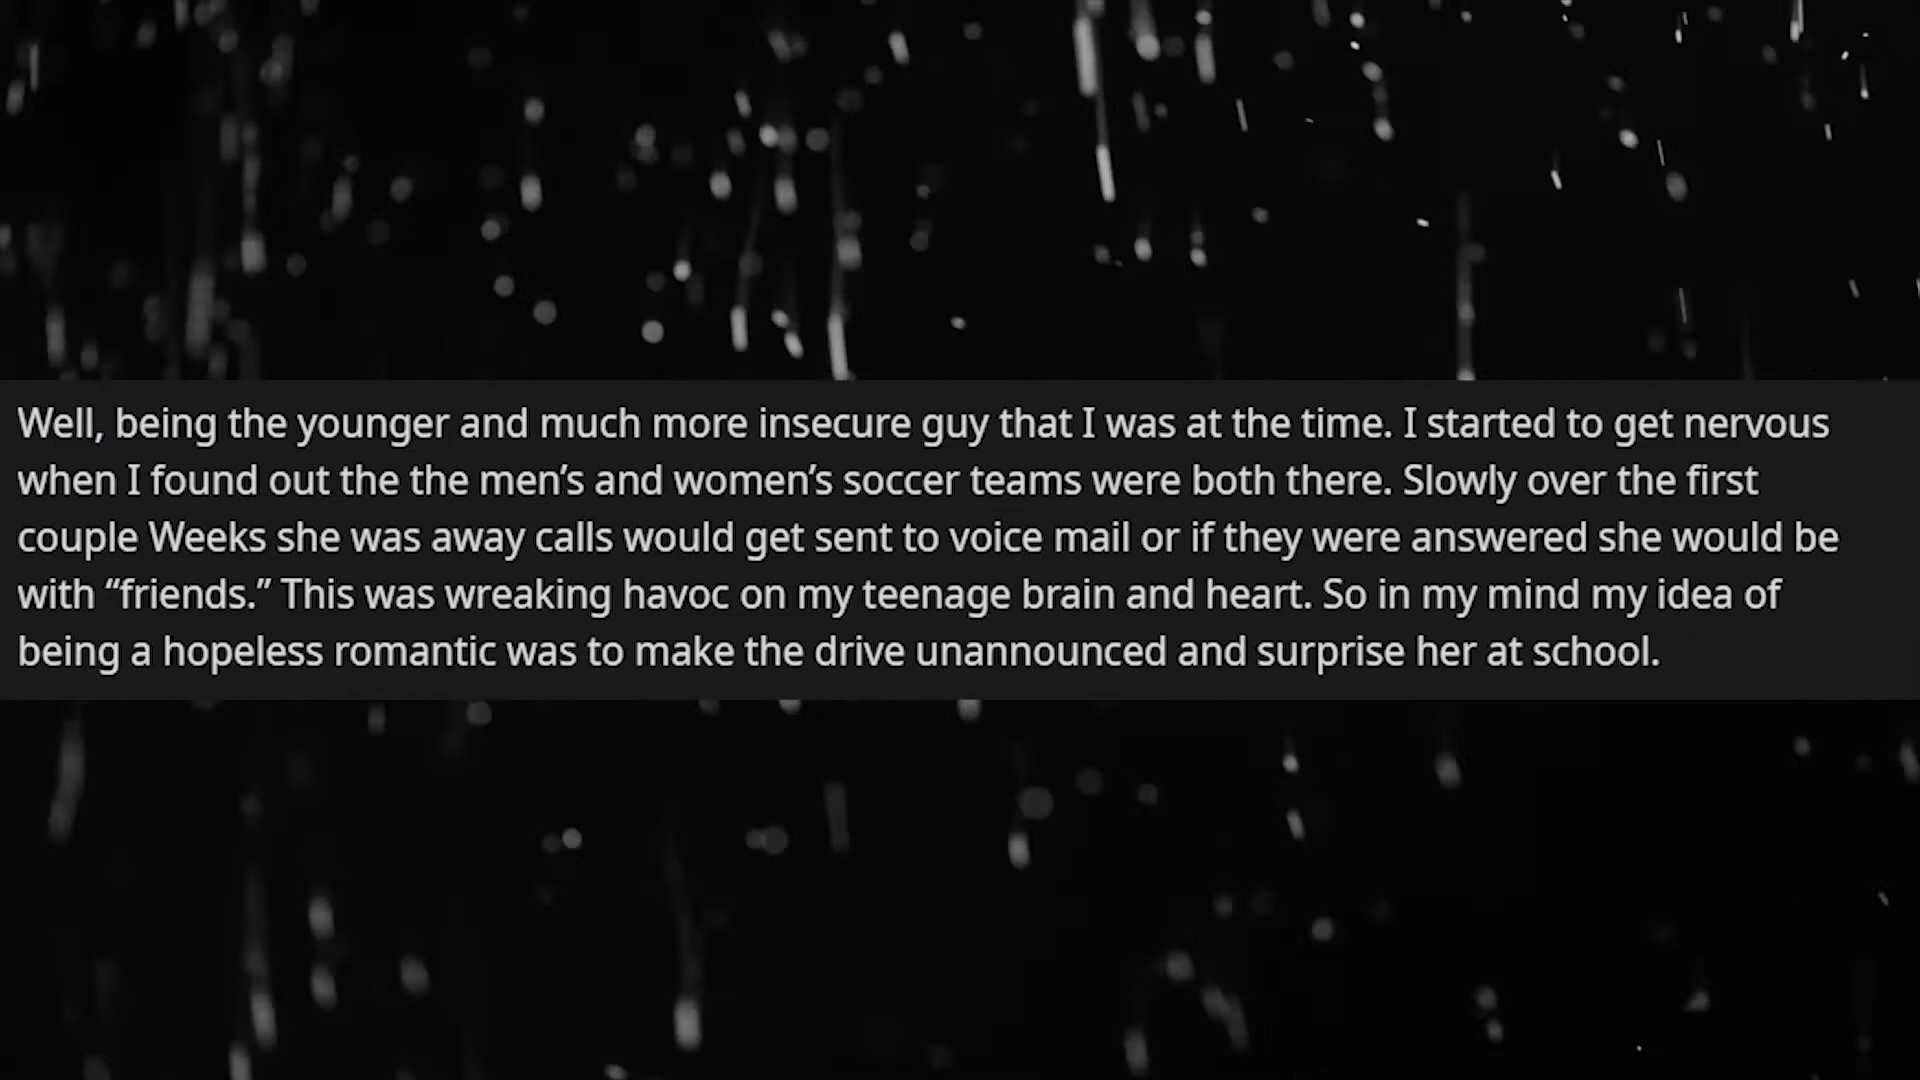 Well, being the younger and much more insecure guy that I was at the time. I started to get nervous
when I found out the the men’s and women’s soccer teams were both there. Slowly over the first
couple Weeks she was away calls would get sent to voice mail or if they were answered she would be
with “friends.” This was wreaking havoc on my teenage brain and heart. So in my mind my idea of
being a hopeless romantic was to make the drive unannounced and surprise her at school.